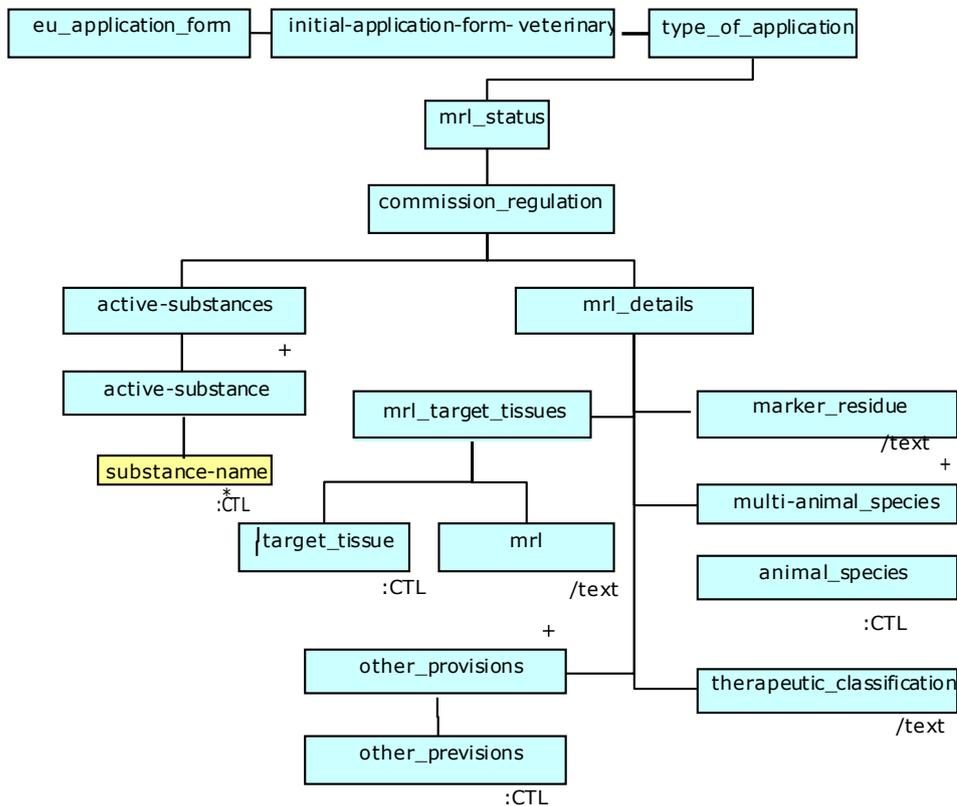 eu_application_form
initial-application-form- veterinary
type_of_application
mrl_status
commission_regulation
active-substances
mrl_details
+
active-substance
mrl_target_tissues
marker_residue
/text
+
substance-name
*
:CTL
multi-animal_species
target_tissue
mrl
animal_species
:CTL
/text
:CTL
+
other_provisions
therapeutic_classification
/text
other_previsions
:CTL